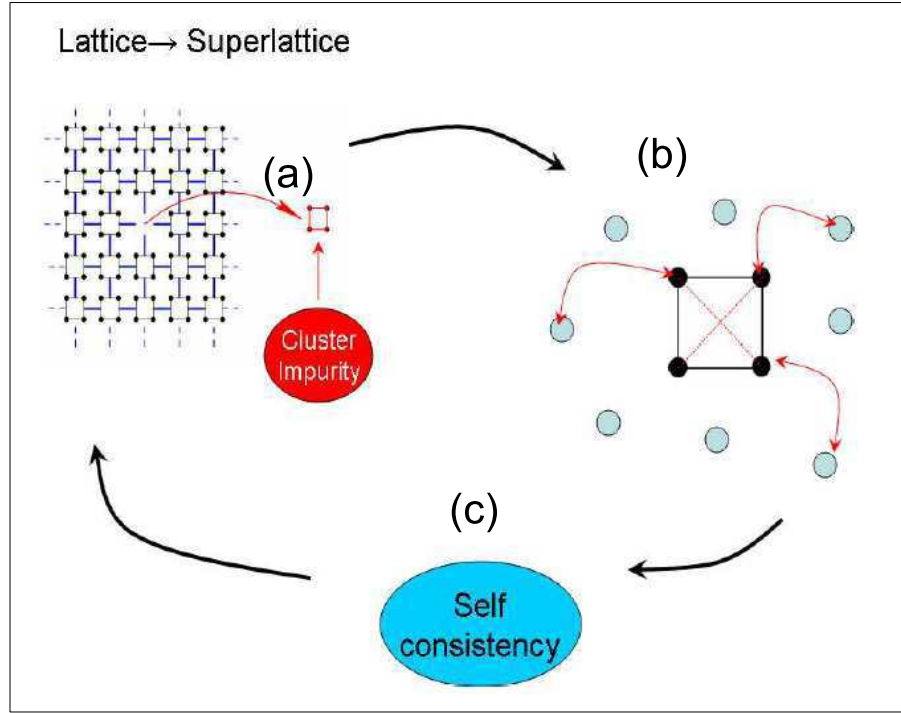 Lattice→ Superlattice
(a)
(b)
Cluster
Impurity
(c)
Self
consistency